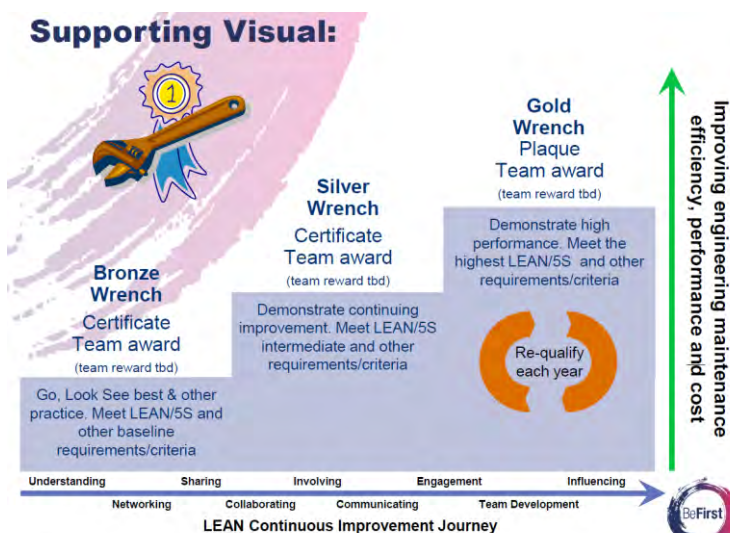 Supporting Visual:
1
Gold
Wrench
Plaque
Team award
(team reward tbd)
Silver
Wrench
Certificate
Team award
(team reward tbd)
Bronze
Wrench
Certificate
Team award
(team reward tbd)
Demonstrate high
performance. Meet the
highest LEAN/5S and other
requirements/criteria
Re-qualify
each year
Demonstrate continuing
improvement. Meet LEAN/5S
intermediate and other
requirements/criteria
Go, Look See best & other
practice. Meet LEAN/5S and
other baseline
requirements/criteria
Improving engineering maintenance
efficiency, performance and cost
Understanding Sharing Involving Engagement Influencing
Networking Collaborating Communicating Team Development
LEAN Continuous Improvement Journey
BeFirst